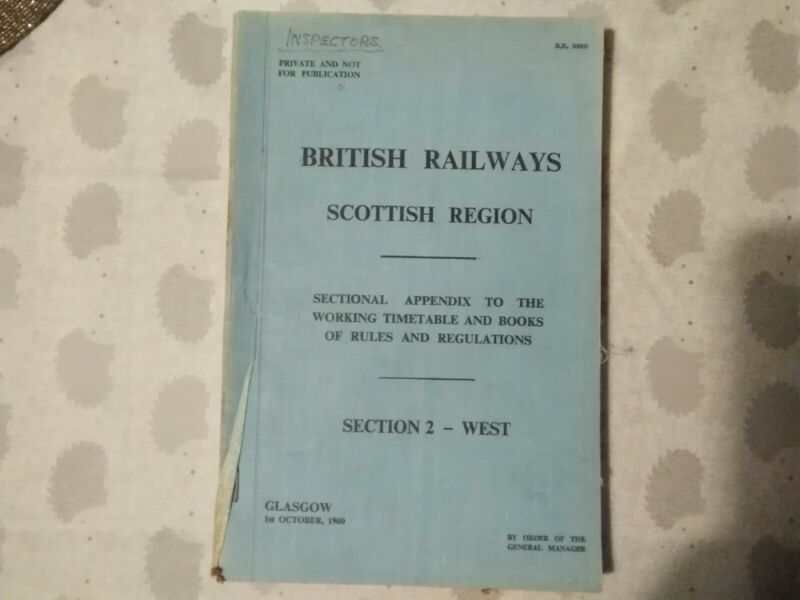 INSPECTORS.
B.R. 30005
PRIVATE AND NOT
FOR PUBLICATION
BRITISH RAILWAYS
SCOTTISH REGION
SECTIONAL APPENDIX TO THE
WORKING TIMETABLE AND BOOKS
OF RULES AND REGULATIONS
SECTION 2 – WEST
GLASGOW
1st OCTOBER, 1960
BY ORDER OF THE
GENERAL MANAGER